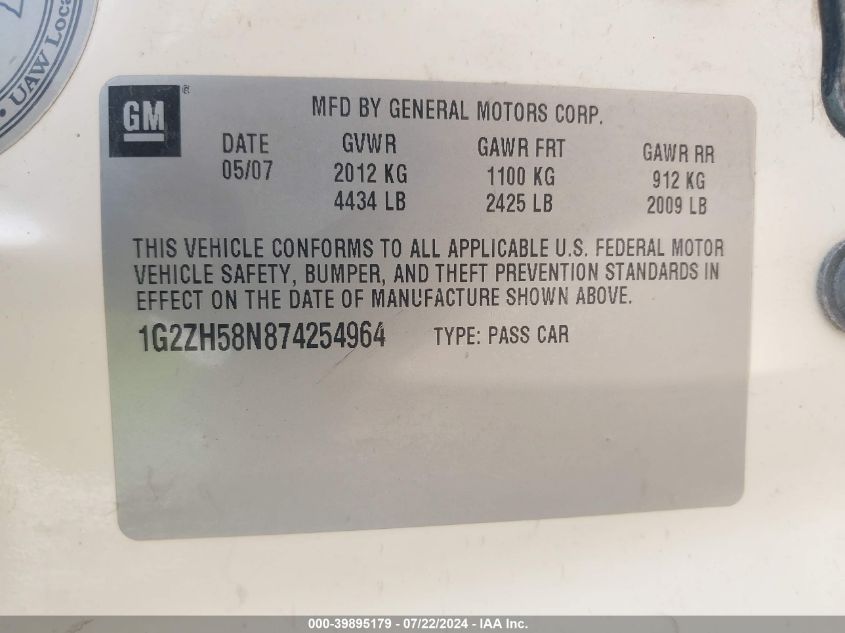 UAW Loca
GM ®
MFD BY GENERAL MOTORS CORP.
DATE GVWR GAWR FRT GAWR RR
05/07 2012 KG 1100 KG 912 KG
4434 LB 2425 LB 2009 LB
THIS VEHICLE CONFORMS TO ALL APPLICABLE U.S. FEDERAL MOTOR
VEHICLE SAFETY, BUMPER, AND THEFT PREVENTION STANDARDS IN
EFFECT ON THE DATE OF MANUFACTURE SHOWN ABOVE.
1G2ZH58N874254964 TYPE: PASS CAR
000-39895179 - 07/22/2024 - IAA Inc.